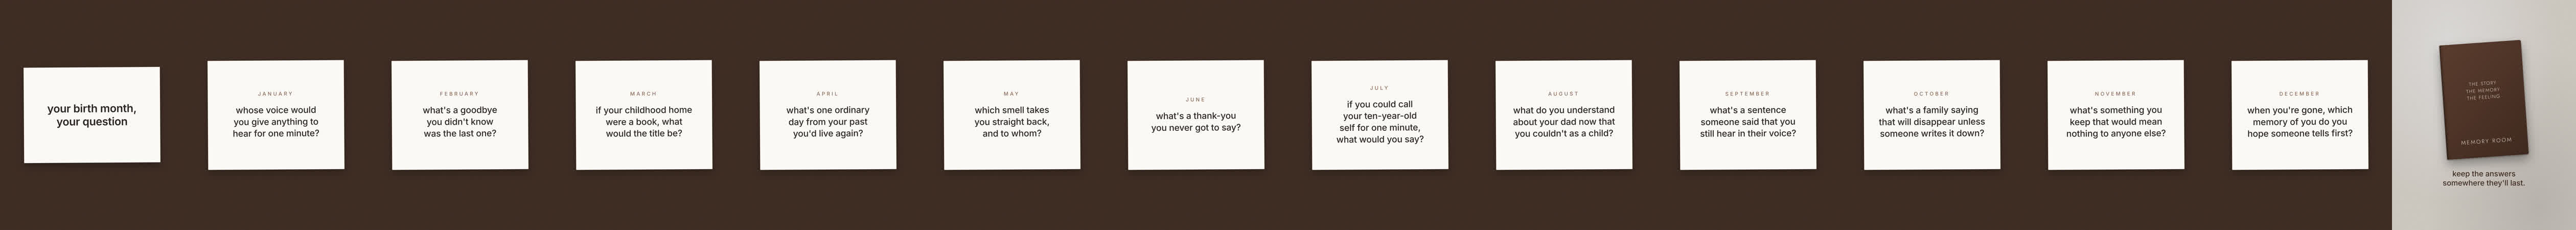 your birth month,
your question
JANUARY
whose voice would
you give anything to
hear for one minute?
FEBRUARY
what's a goodbye
you didn't know
was the last one?
MARCH
if your childhood home
were a book, what
would the title be?
APRIL
what's one ordinary
day from your past
you'd live again?
MAY
which smell takes
you straight back,
and to whom?
JUNE
what's a thank-you
you never got to say?
JULY
if you could call
your ten-year-old
self for one minute,
what would you say?
AUGUST
what do you understand
about your dad now that
you couldn't as a child?
SEPTEMBER
what's a sentence
someone said that you
still hear in their voice?
OCTOBER
what's a family saying
that will disappear unless
someone writes it down?
NOVEMBER
what's something you
keep that would mean
nothing to anyone else?
DECEMBER
when you're gone, which
memory of you do you
hope someone tells first?
THE STORY
THE MEMORY
THE FEELING
MEMORY ROOM
keep the answers
somewhere they'll last.